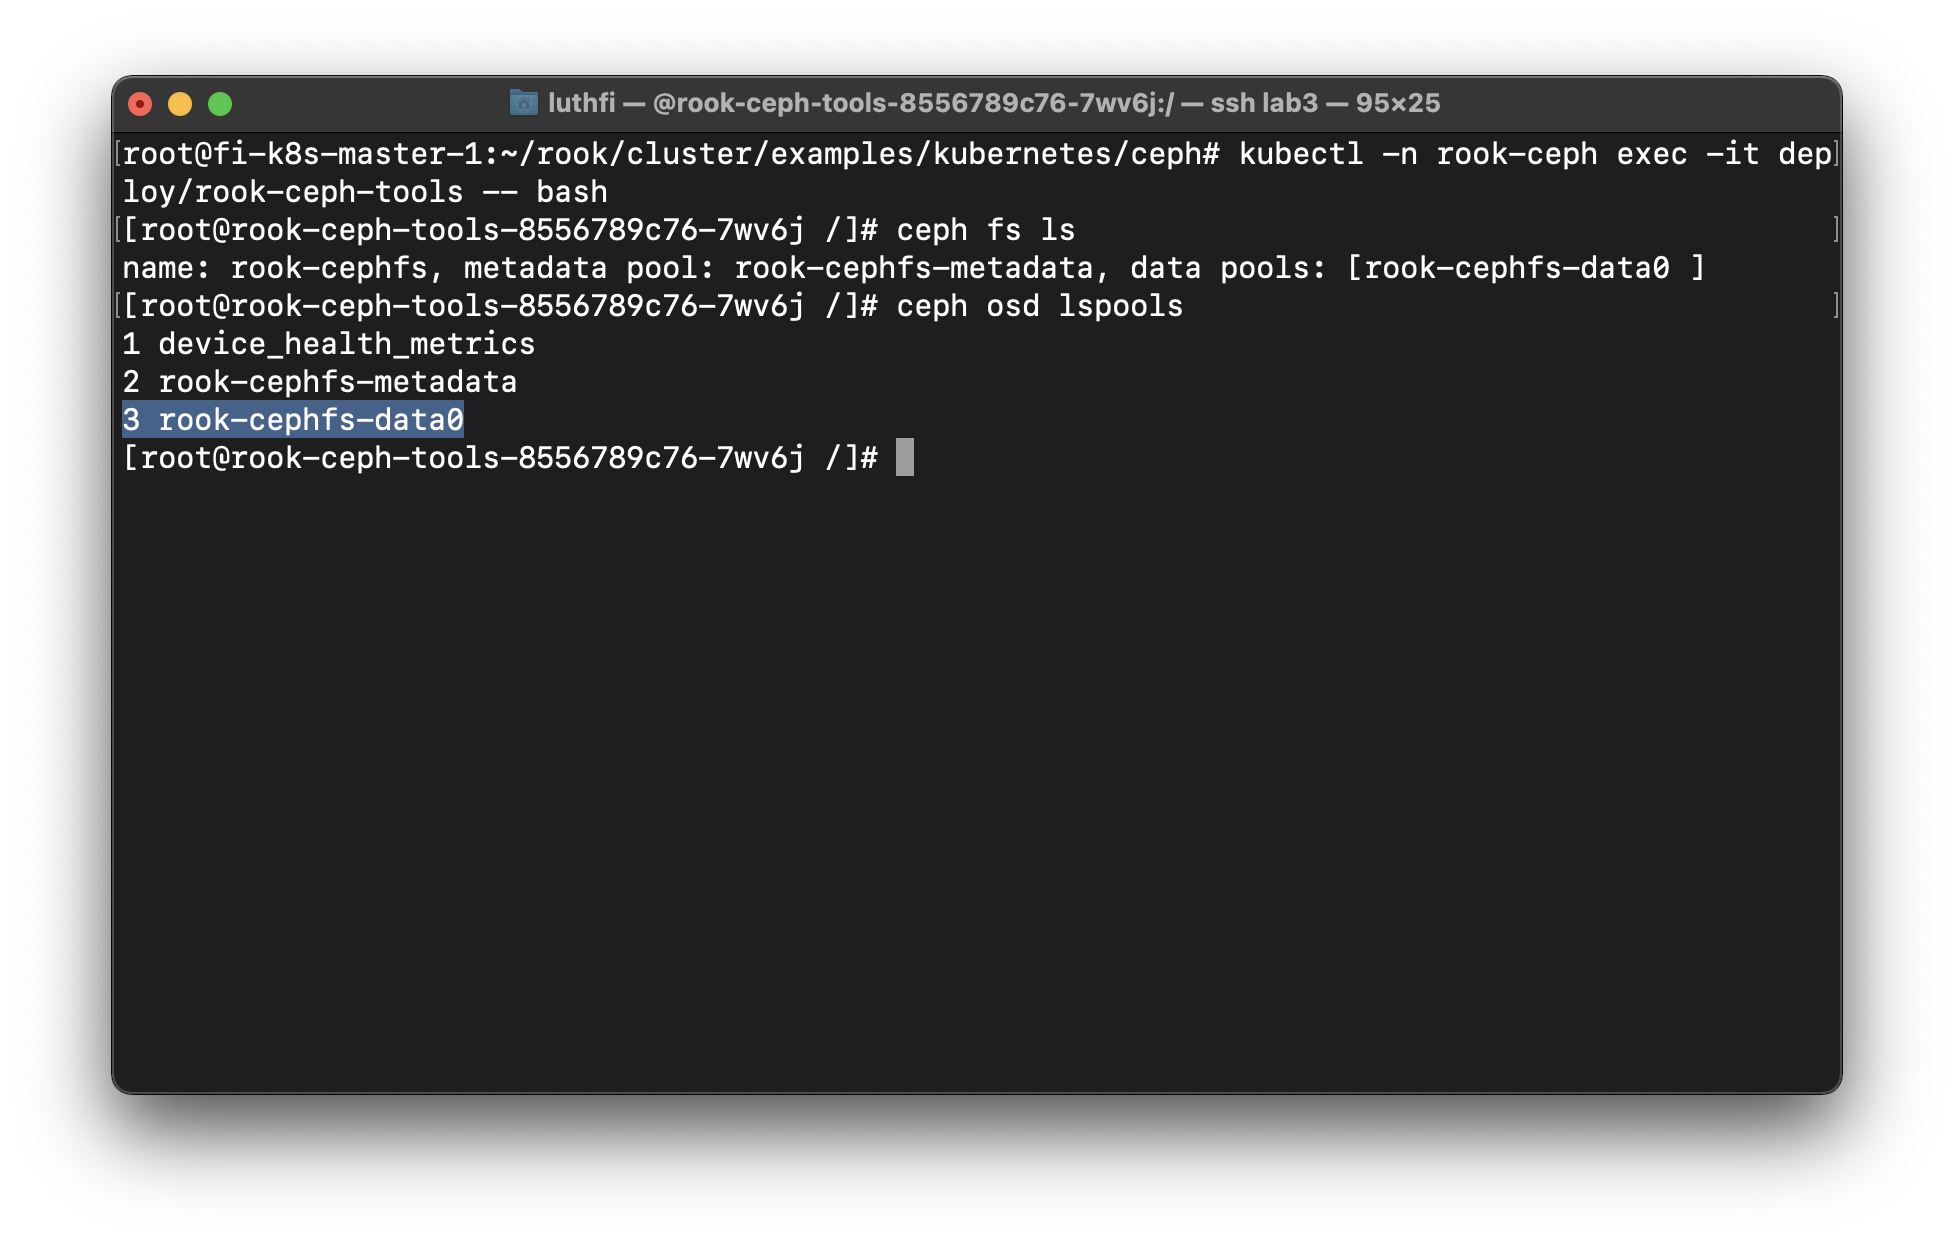 luthfi — @rook-ceph-tools-8556789c76-7wv6j:/ — ssh lab3 — 95×25
[root@fi-k8s-master-1:~/rook/cluster/examples/kubernetes/ceph# kubectl -n rook-ceph exec -it dep]
loy/rook-ceph-tools -- bash
[[root@rook-ceph-tools-8556789c76-7wv6j /]# ceph fs ls ]
name: rook-cephfs, metadata pool: rook-cephfs-metadata, data pools: [rook-cephfs-data0 ]
[[root@rook-ceph-tools-8556789c76-7wv6j /]# ceph osd lspools ]
1 device_health_metrics
2 rook-cephfs-metadata
3 rook-cephfs-data0
[root@rook-ceph-tools-8556789c76-7wv6j /]#